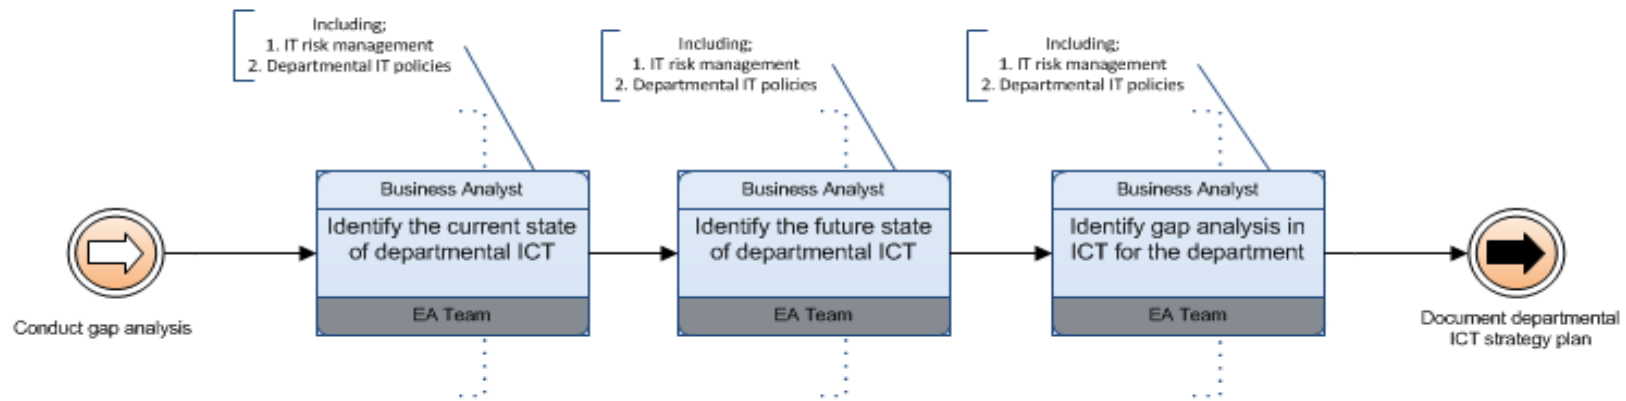 Including;
1. IT risk management
2. Departmental IT policies
Including;
1. IT risk management
2. Departmental IT policies
Including;
1. IT risk management
2. Departmental IT policies
Conduct gap analysis
Business Analyst
Identify the current state
of departmental ICT
EA Team
Business Analyst
Identify the future state
of departmental ICT
EA Team
Business Analyst
Identify gap analysis in
ICT for the department
EA Team
Document departmental
ICT strategy plan